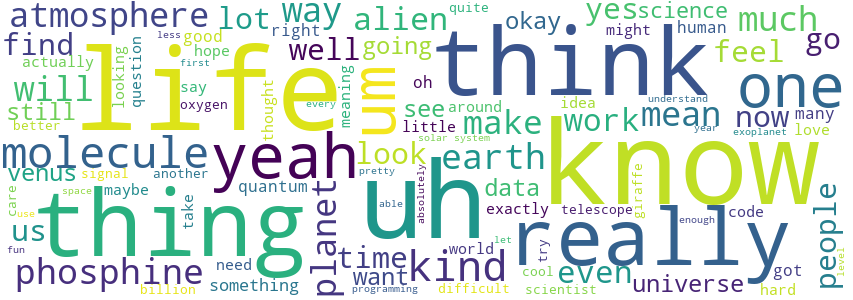 atmosphere
lot
way
alien
quite
okay
yes
science
much
find
life
less
good
right
well
going
think
might
human
go
actually
hope
looking
question
feel
first
say
oh
one
will
oxygen
thought
every
meaning
um
see
around
idea
understand
still
better
little
make
work
mean
now
many
year
exoplanet
love
solar system
molecule
yeah
look
earth
know
venus
signal
another
pretty
data
care
space
maybe
quantum
able
absolutely
exactly
telescope
giraffe
code
people
use
thing
take
uh
really
enough
us
planet
let
try
fun
time
kind
world
cool
even
got
level
phosphine
need
want
difficult
scientist
universe
hard
billion
something
programming